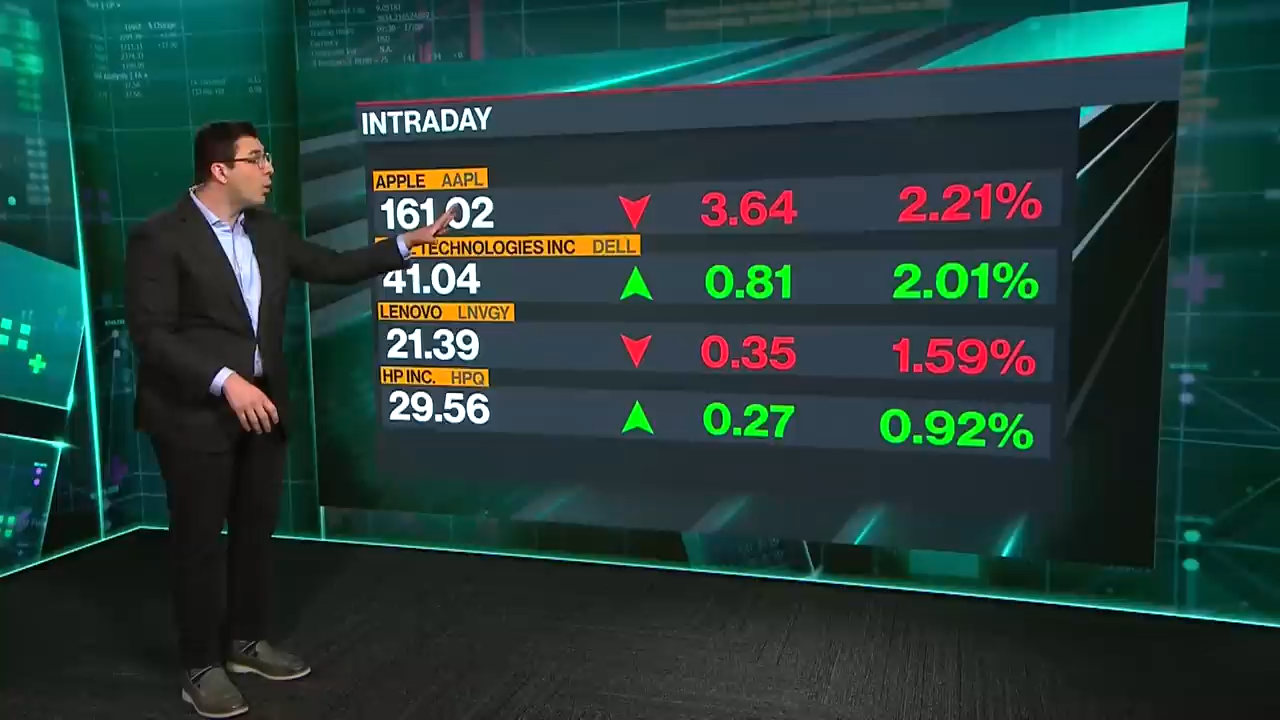 INTRADAY
APPLE AAPL
161.02 3.64 2.21%
TECHNOLOGIES INC DELL
41.04 0.81 2.01%
LENOVO LNVGY
21.39 0.35 1.59%
HP INC. HPQ
29.56 0.27 0.92%